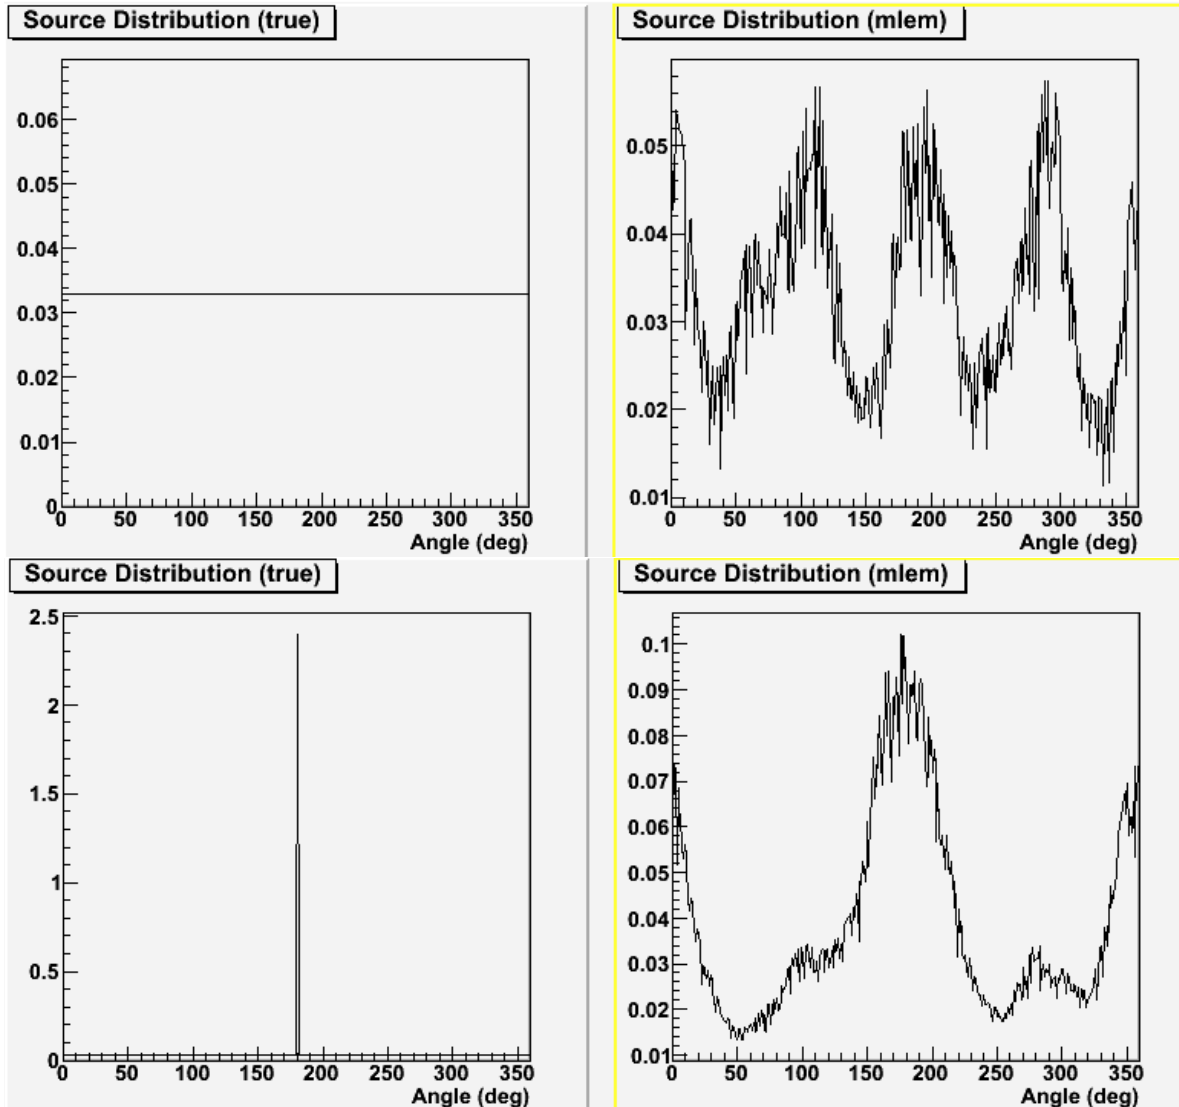 Source Distribution (true)
0.06
0.05
0.04
0.03
0.02
0.01
0
0 50 100 150 200 250 300 350
Angle (deg)
Source Distribution (mlem)
0.05
0.04
0.03
0.02
0.01
0 50 100 150 200 250 300 350
Angle (deg)
Source Distribution (true)
2.5
2
1.5
1
0.5
0
0 50 100 150 200 250 300 350
Angle (deg)
Source Distribution (mlem)
0.1
0.09
0.08
0.07
0.06
0.05
0.04
0.03
0.02
0.01
0 50 100 150 200 250 300 350
Angle (deg)